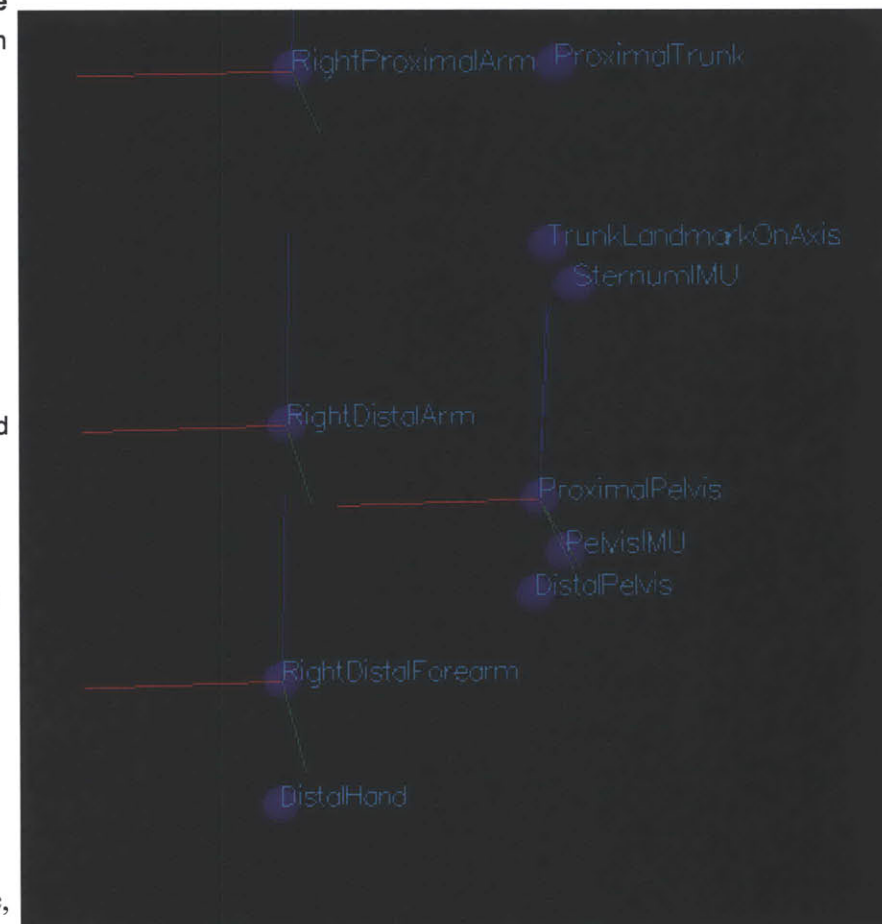 e
n
RightProximalArm
ProximalTrunk
TrunkLandmarkOnAxis
SternumIMU
RightDistalArm
d
ProximalPelvis
PelvisIMU
DistalPelvis
RightDistalForearm
DistalHand
,